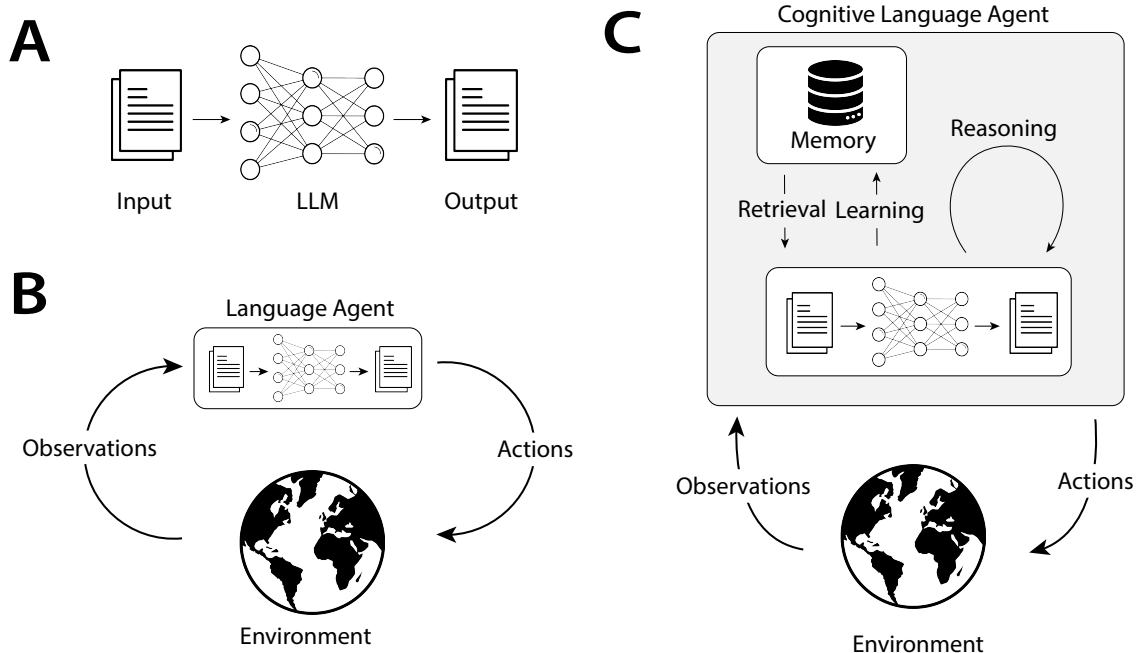 A
Input
LLM
Output
B
Language Agent
Observations
Actions
Environment
C
Cognitive Language Agent
Memory
Reasoning
Retrieval Learning
Observations
Actions
Environment